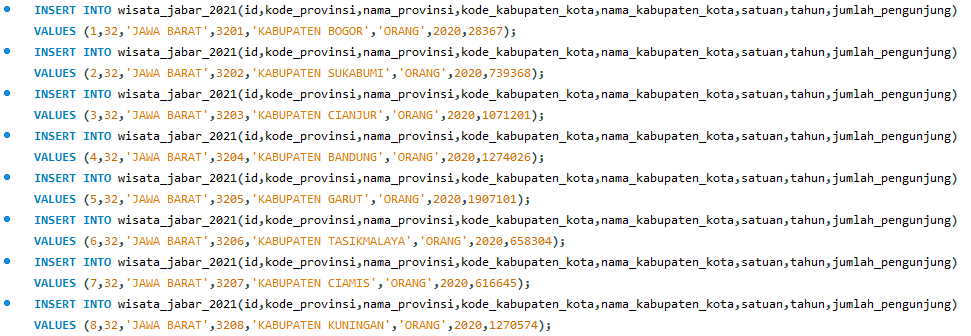 INSERT INTO wisata_jabar_2021(id,kode_provinsi,nama_provinsi,kode_kabupaten_kota,nama_kabupaten_kota,satuan,tahun,jumlah_pengunjung)
VALUES (1,32,'JAWA BARAT',3201,'KABUPATEN BOGOR','ORANG',2020,28367);
INSERT INTO wisata_jabar_2021(id,kode_provinsi,nama_provinsi,kode_kabupaten_kota,nama_kabupaten_kota,satuan,tahun,jumlah_pengunjung)
VALUES (2,32,'JAWA BARAT',3202,'KABUPATEN SUKABUMI','ORANG',2020,739368);
INSERT INTO wisata_jabar_2021(id,kode_provinsi,nama_provinsi,kode_kabupaten_kota,nama_kabupaten_kota,satuan,tahun,jumlah_pengunjung)
VALUES (3,32,'JAWA BARAT',3203,'KABUPATEN CIANJUR','ORANG',2020,1071201);
INSERT INTO wisata_jabar_2021(id,kode_provinsi,nama_provinsi,kode_kabupaten_kota,nama_kabupaten_kota,satuan,tahun,jumlah_pengunjung)
VALUES (4,32,'JAWA BARAT',3204,'KABUPATEN BANDUNG','ORANG',2020,1274026);
INSERT INTO wisata_jabar_2021(id,kode_provinsi,nama_provinsi,kode_kabupaten_kota,nama_kabupaten_kota,satuan,tahun,jumlah_pengunjung)
VALUES (5,32,'JAWA BARAT',3205,'KABUPATEN GARUT','ORANG',2020,1907101);
INSERT INTO wisata_jabar_2021(id,kode_provinsi,nama_provinsi,kode_kabupaten_kota,nama_kabupaten_kota,satuan,tahun,jumlah_pengunjung)
VALUES (6,32,'JAWA BARAT',3206,'KABUPATEN TASIKMALAYA','ORANG',2020,658304);
INSERT INTO wisata_jabar_2021(id,kode_provinsi,nama_provinsi,kode_kabupaten_kota,nama_kabupaten_kota,satuan,tahun,jumlah_pengunjung)
VALUES (7,32,'JAWA BARAT',3207,'KABUPATEN CIAMIS','ORANG',2020,616645);
INSERT INTO wisata_jabar_2021(id,kode_provinsi,nama_provinsi,kode_kabupaten_kota,nama_kabupaten_kota,satuan,tahun,jumlah_pengunjung)
VALUES (8,32,'JAWA BARAT',3208,'KABUPATEN KUNINGAN','ORANG',2020,1270574);